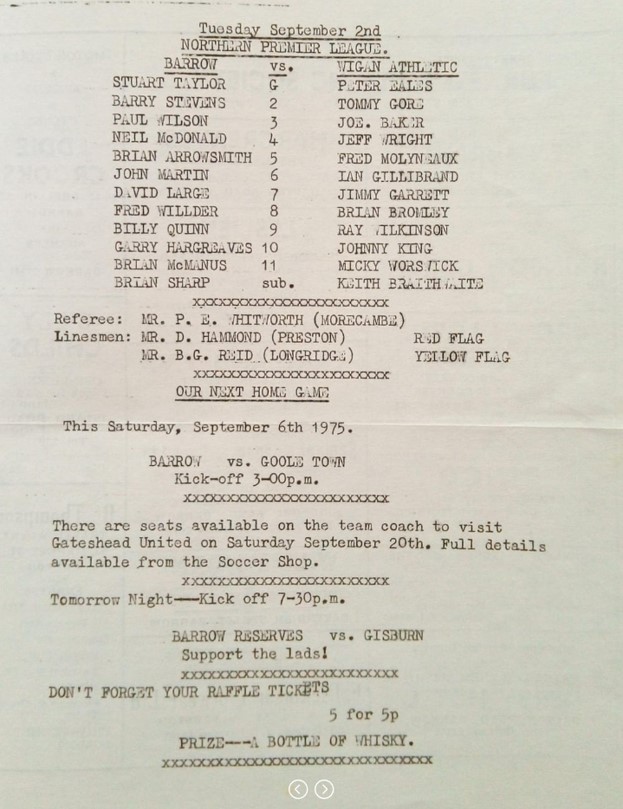 Tuesday September 2nd
NORTHERN PREMIER LEAGUE.
BARROW vs. WIGAN ATHLETIC
STUART TAYLOR G PETER EALES
BARRY STEVENS 2 TOMMY GORE
PAUL WILSON 3 JOE. BAKER
NEIL McDONALD 4 JEFF WRIGHT
BRIAN ARROWSMITH 5 FRED MOLYNEAUX
JOHN MARTIN 6 IAN GILLIBRAND
DAVID LARGE 7 JIMMY GARRETT
FRED WILLDER 8 BRIAN BROMLEY
BILLY QUINN 9 RAY WILKINSON
GARRY HARGREAVES 10 JOHNNY KING
BRIAN McMANUS 11 MICKY WORSWICK
BRIAN SHARP sub. KEITH BRAITHWAITE
xxxxxxxxxxxxxxxxxxxxxxxx
Referee: MR. P. E. WHITWORTH (MORECAMBE)
Linesmen: MR. D. HAMMOND (PRESTON) RED FLAG
MR. B.G. REID (LONGRIDGE) YELLOW FLAG
xxxxxxxxxxxxxxxxxxxxxxxx
OUR NEXT HOME GAME
This Saturday, September 6th 1975.
BARROW vs. GOOLE TOWN
Kick-off 3-00p.m.
xxxxxxxxxxxxxxxxxxxxxxxxx
There are seats available on the team coach to visit
Gateshead United on Saturday September 20th. Full details
available from the Soccer Shop.
xxxxxxxxxxxxxxxxxxxxxxxxx
Tomorrow Night---Kick off 7-30p.m.
BARROW RESERVES vs. GISBURN
Support the lads!
xxxxxxxxxxxxxxxxxxxxxxxxxx
DON'T FORGET YOUR RAFFLE TICKETS
5 for 5p
PRIZE---A BOTTLE OF WHISKY.
xxxxxxxxxxxxxxxxxxxxxxxxxxxxxxxx